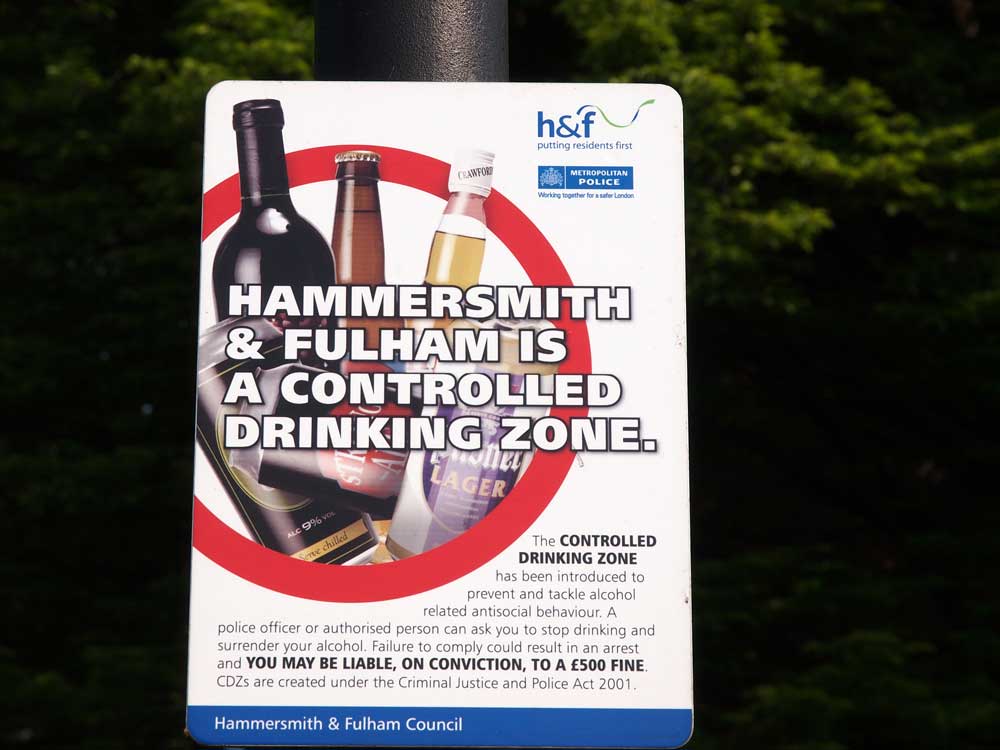 h&f
putting residents first
METROPOLITAN
POLICE
Working together for a safer London
CRAWFORD
HAMMERSMITH
& FULHAM IS
A CONTROLLED
DRINKING ZONE.
LAGER
ALC 9% VOL
Serve chilled
The CONTROLLED
DRINKING ZONE
has been introduced to
prevent and tackle alcohol
related antisocial behaviour. A
police officer or authorised person can ask you to stop drinking and
surrender your alcohol. Failure to comply could result in an arrest
and YOU MAY BE LIABLE, ON CONVICTION, TO A £500 FINE.
CDZs are created under the Criminal Justice and Police Act 2001.
Hammersmith & Fulham Council